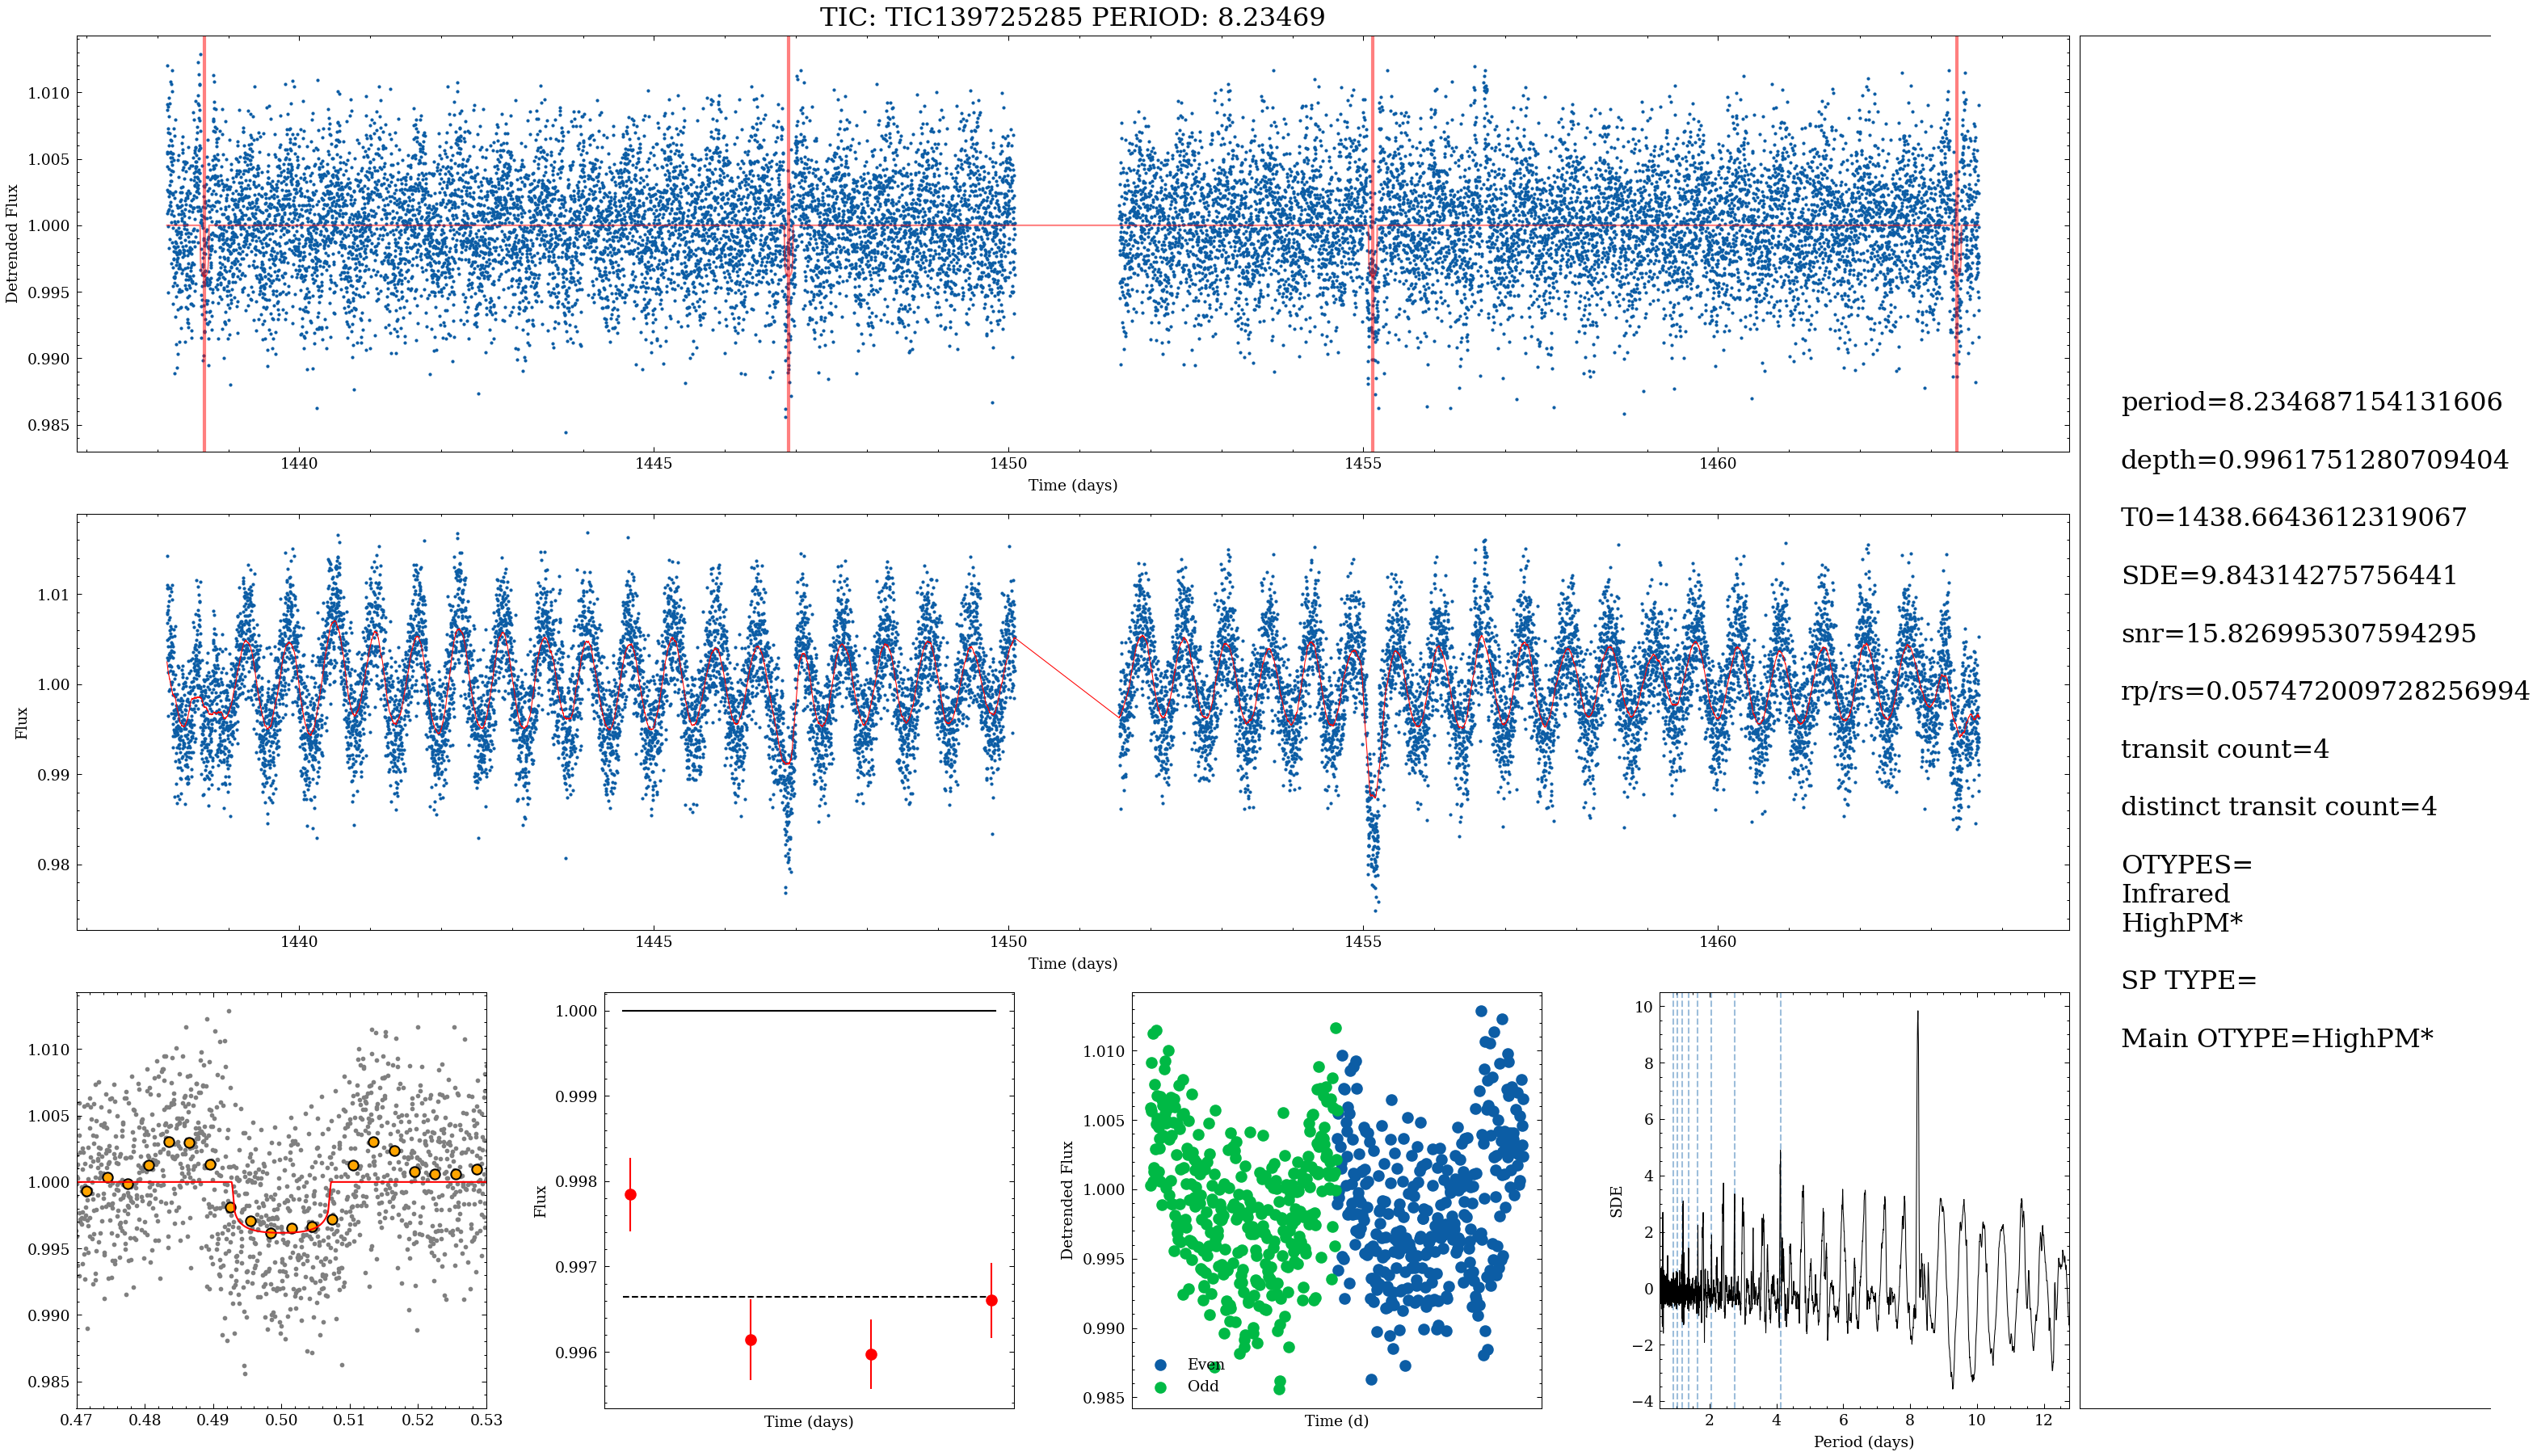 TIC: TIC139725285 PERIOD: 8.23469
1.010
1.005
1.000
0.995
0.990
0.985
Detrended Flux
1440
1445
1450
1455
1460
Time (days)
1.01
1.00
0.99
0.98
Flux
1440
1445
1450
1455
1460
Time (days)
1.010
1.005
1.000
0.995
0.990
0.985
0.47
0.48
0.49
0.50
0.51
0.52
0.53
1.000
0.999
0.998
0.997
0.996
Flux
Time (days)
1.010
1.005
1.000
0.995
0.990
0.985
Detrended Flux
Even
Odd
Time (d)
10
8
6
4
2
0
−2
−4
SDE
2
4
6
8
10
12
Period (days)
period=8.234687154131606
depth=0.9961751280709404
T0=1438.6643612319067
SDE=9.84314275756441
snr=15.826995307594295
rp/rs=0.057472009728256994
transit count=4
distinct transit count=4
OTYPES=
Infrared
HighPM*
SP TYPE=
Main OTYPE=HighPM*